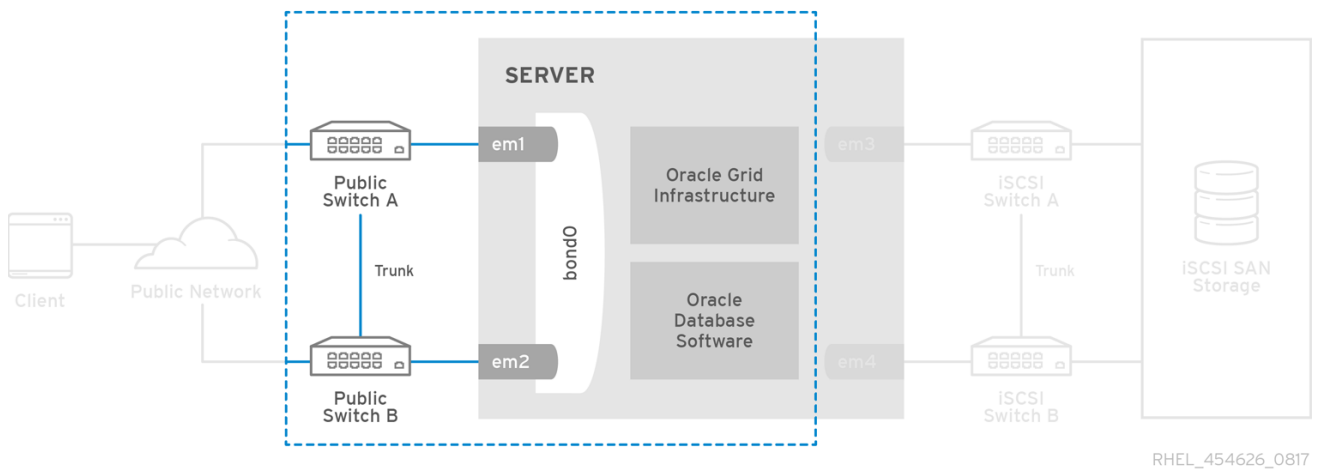 SERVER
em1
em2
bond0
Oracle Grid
Infrastructure
Oracle
Database
Software
em3
em4
Public
Switch A
Trunk
Public
Switch B
Client
Public Network
iSCSI
Switch A
Trunk
iSCSI
Switch B
iSCSI SAN
Storage
RHEL_454626_0817